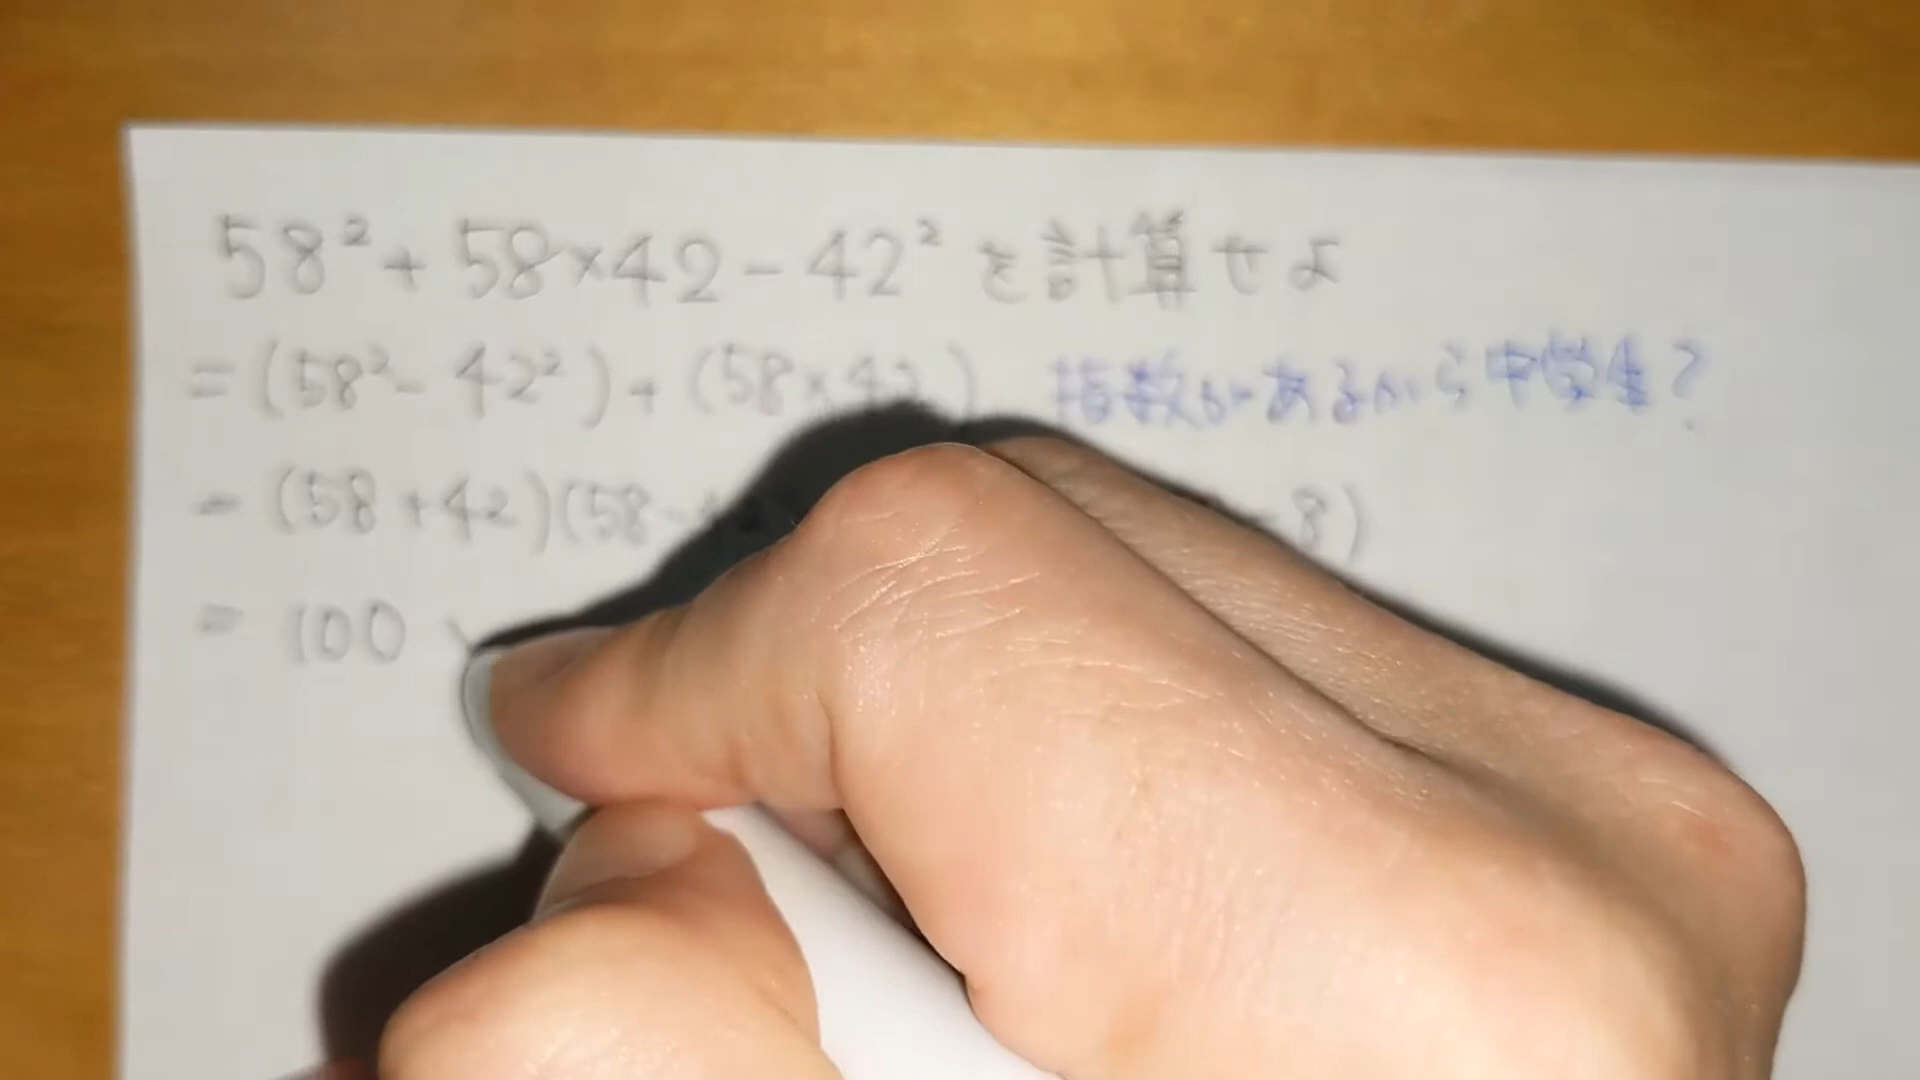 58²+58×42-42²を計算せよ
=(58²-42²)+(58×42) 指数があるから中学生?
=(58+42)(58- -8)
= 100